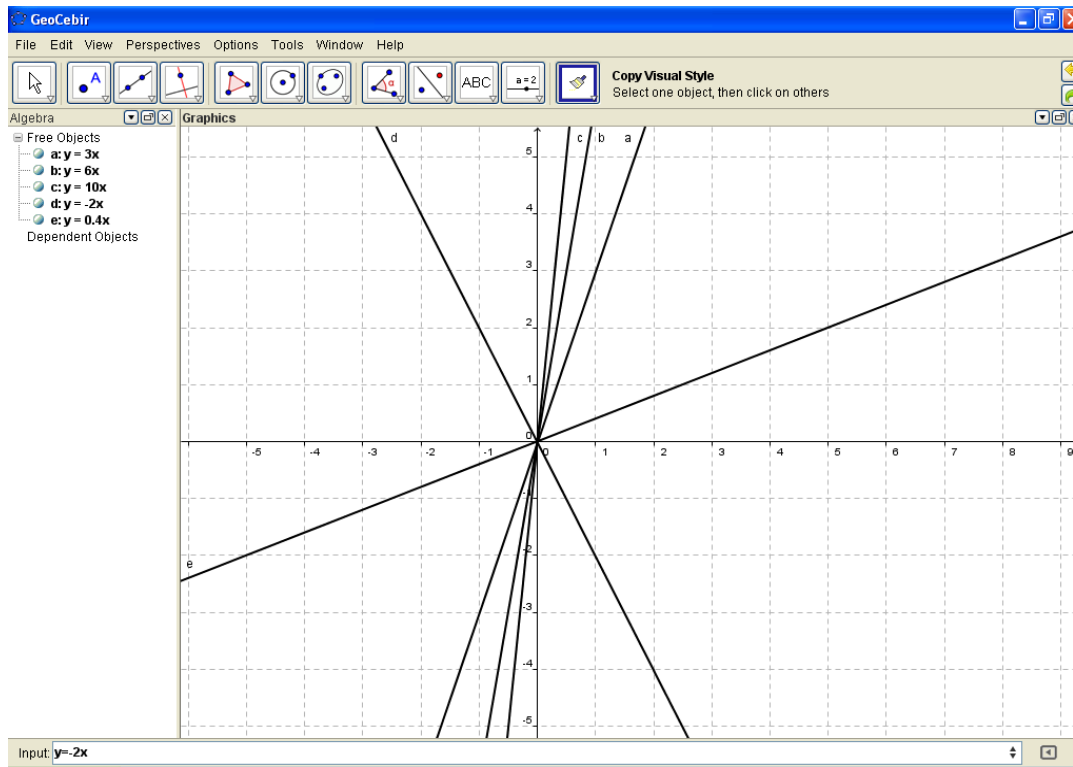 GeoCebir
File Edit View Perspectives Options Tools Window Help
A
α
ABC
a=2
Copy Visual Style
Select one object, then click on others
Algebra
Graphics
Free Objects
a: y = 3x
b: y = 6x
c: y = 10x
d: y = -2x
e: y = 0.4x
Dependent Objects
d c b a
5
4
3
2
1
0
-5 -4 -3 -2 -1 0 1 2 3 4 5 6 7 8 9
-1
-2
e
-3
-4
-5
Input: y=-2x